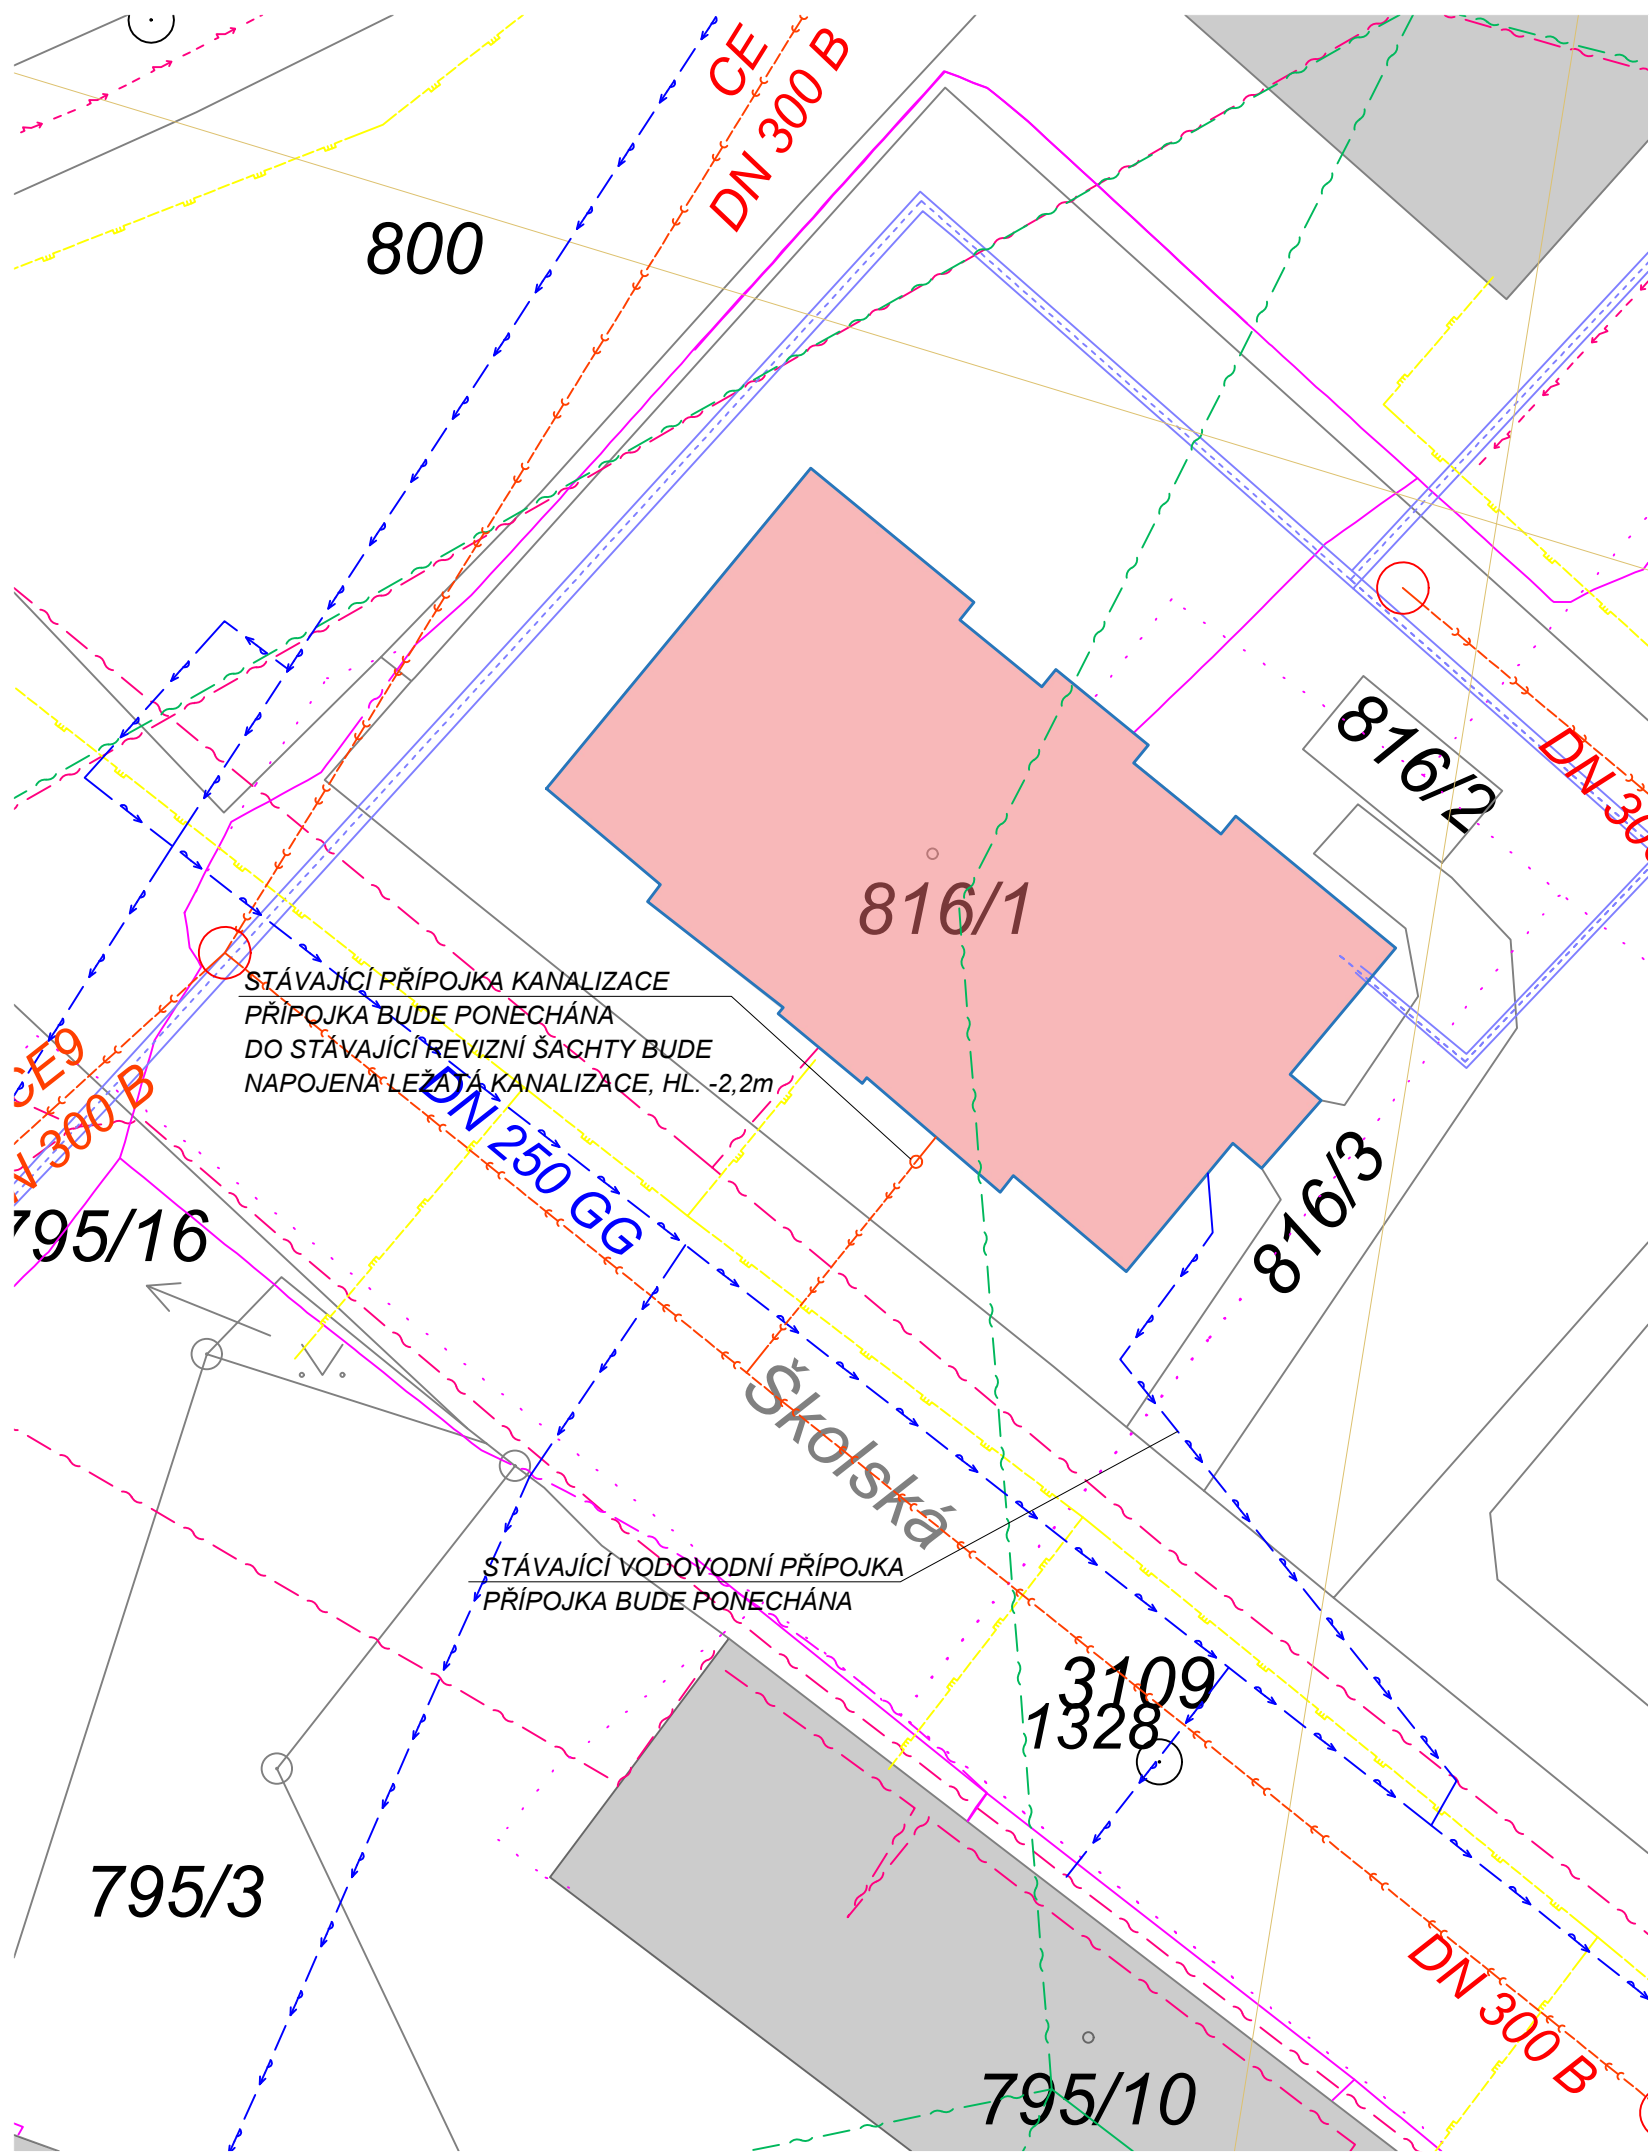 CE
DN 300 B
800
816/2
DN 300
816/1
STÁVAJÍCÍ PŘÍPOJKA KANALIZACE
PŘÍPOJKA BUDE PONECHÁNA
DO STÁVAJÍCÍ REVIZNÍ ŠACHTY BUDE
NAPOJENA LEŽATÁ KANALIZACE, HL. -2,2m
CE9
N 300 B
DN 250 GG
816/3
795/16
Školská
STÁVAJÍCÍ VODOVODNÍ PŘÍPOJKA
PŘÍPOJKA BUDE PONECHÁNA
3109
1328
795/3
DN 300 B
795/10